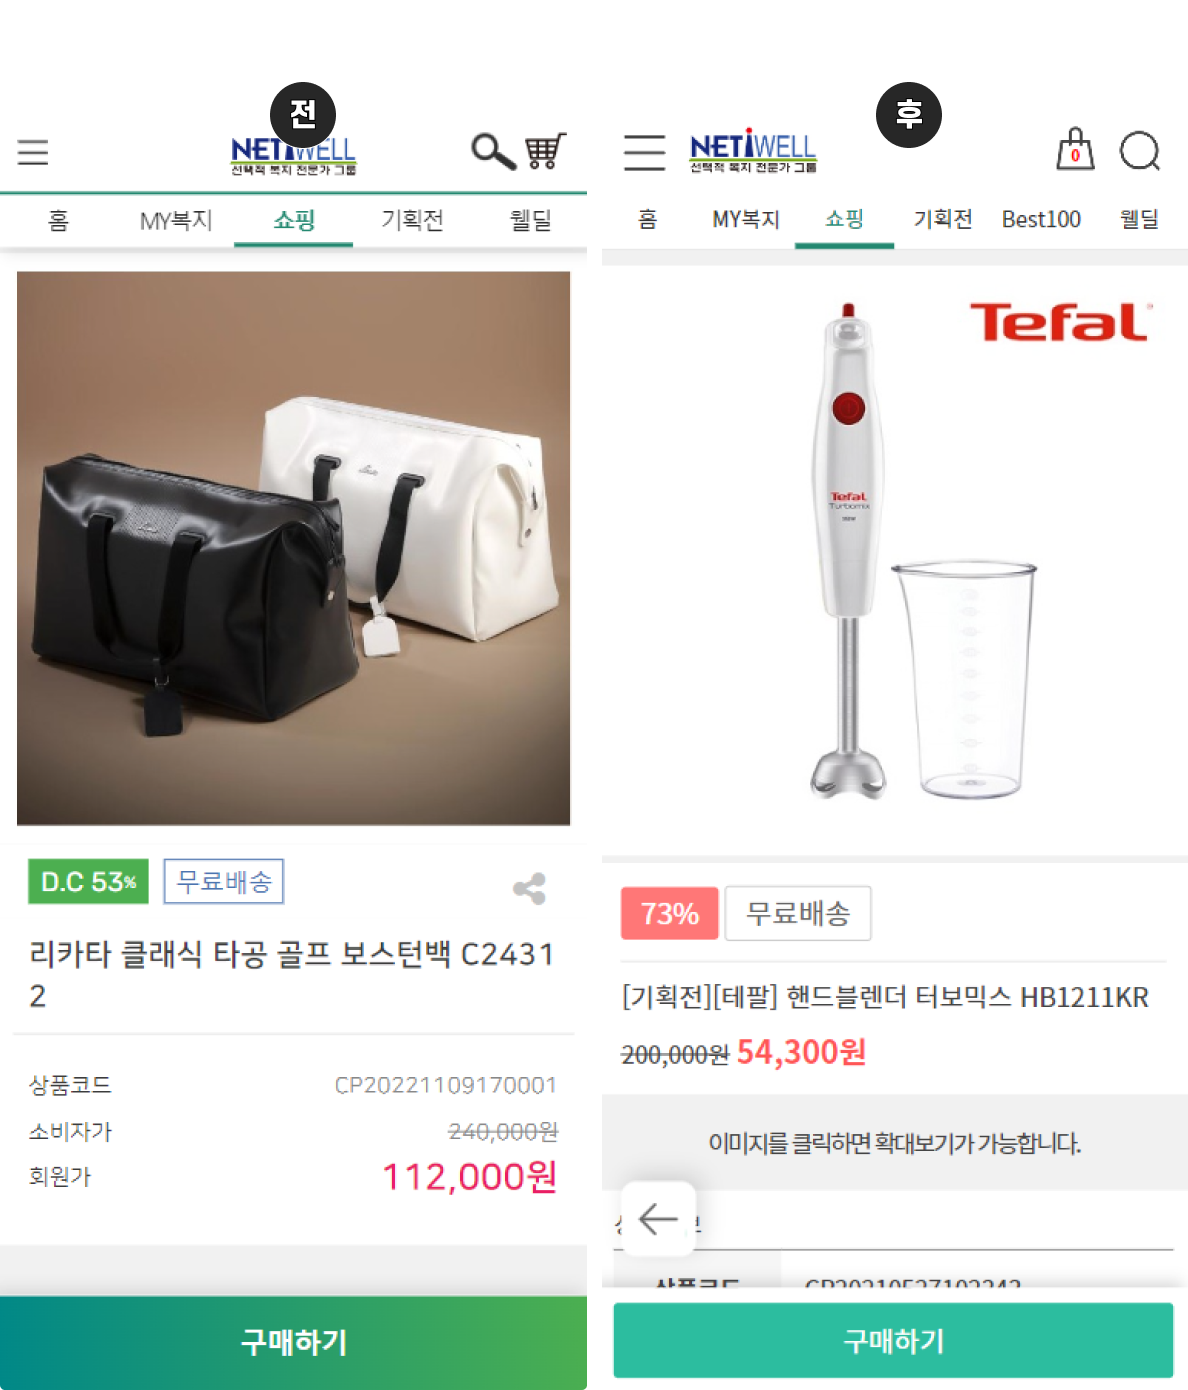 전
NETiWELL
선택적 복지 전문가 그룹
홈 MY복지 쇼핑 기획전 웰딜
D.C 53% 무료배송
리카타 클래식 타공 골프 보스턴백 C2431
2
상품코드 CP20221109170001
소비자가 240,000원
회원가 112,000원
구매하기
후
NETiWELL
선택적 복지 전문가 그룹
0
홈 MY복지 쇼핑 기획전 Best100 웰딜
Tefal
Tefal
Turbomix
73% 무료배송
[기획전][테팔] 핸드블렌더 터보믹스 HB1211KR
200,000원 54,300원
이미지를 클릭하면 확대보기가 가능합니다.
상품코드
구매하기